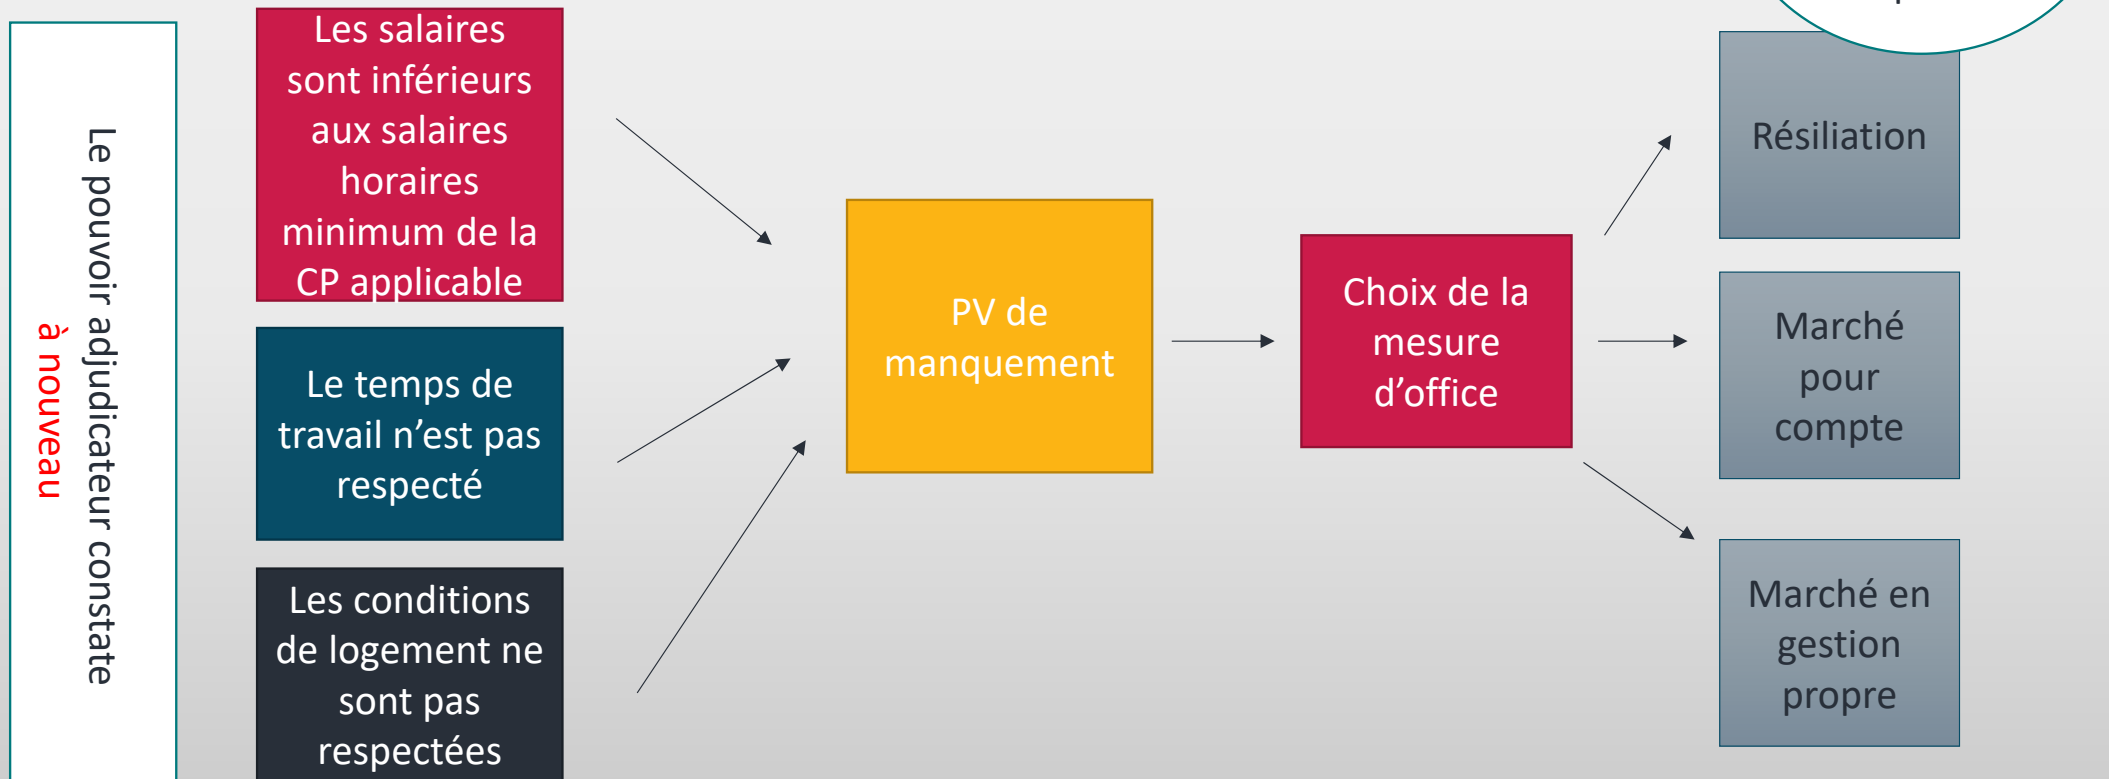 Le pouvoir adjudicateur constate
à nouveau
Les salaires
sont inférieurs
aux salaires
horaires
minimum de la
CP applicable
Le temps de
travail n’est pas
respecté
Les conditions
de logement ne
sont pas
respectées
PV de
manquement
Choix de la
mesure
d’office
Résiliation
Marché
pour
compte
Marché en
gestion
propre